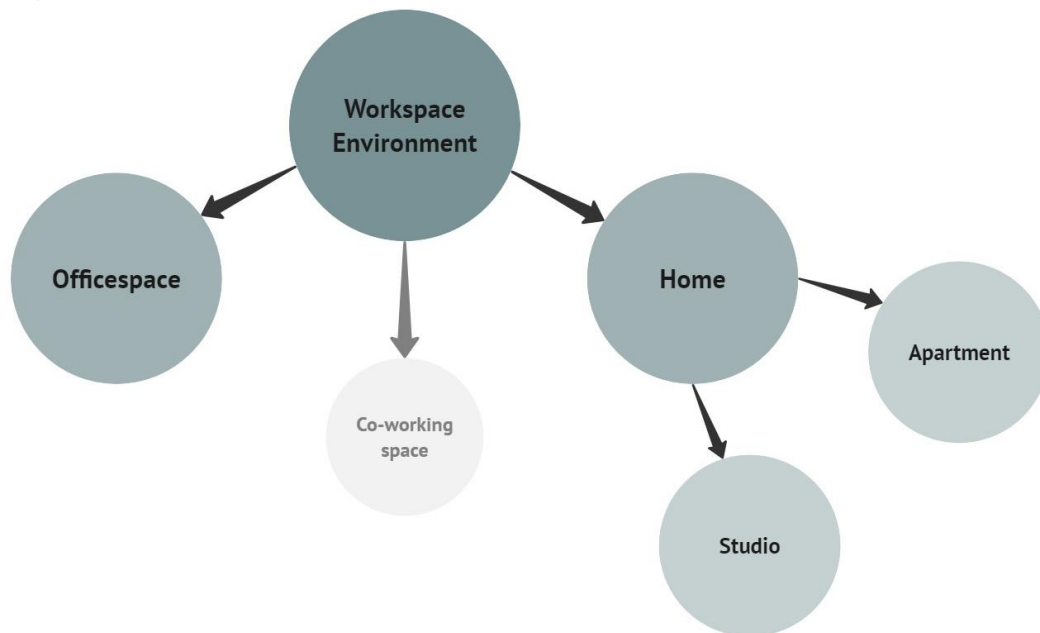 Workspace
Environment
Officespace
Home
Apartment
Co-working
space
Studio